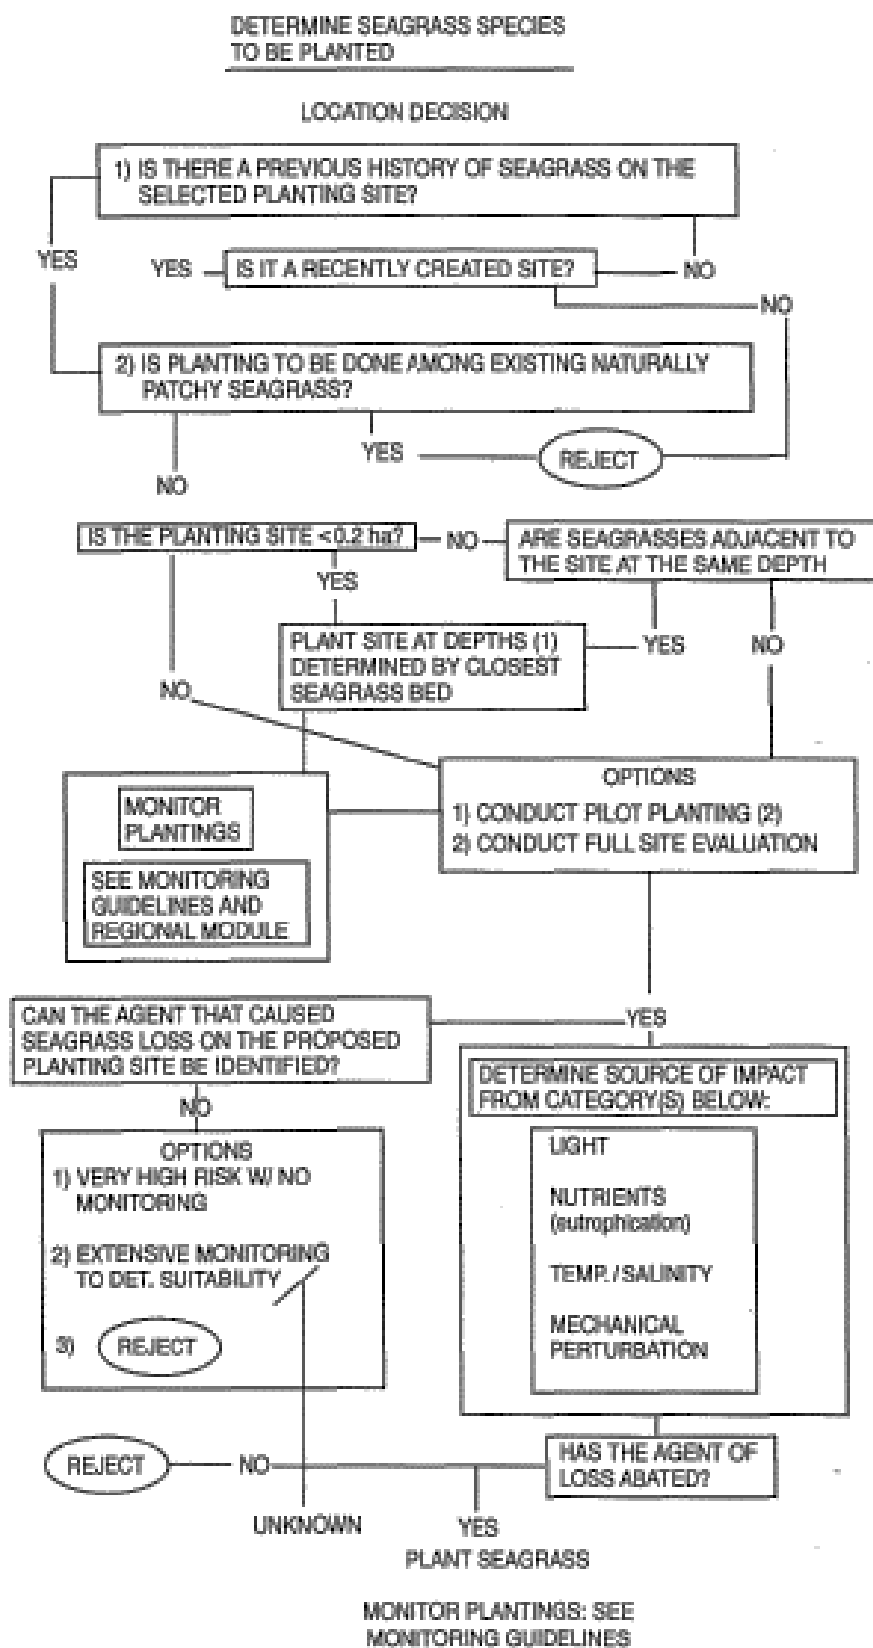 DETERMINE SEAGRASS SPECIES
TO BE PLANTED
LOCATION DECISION
1) IS THERE A PREVIOUS HISTORY OF SEAGRASS ON THE
SELECTED PLANTING SITE?
YES
YES
IS IT A RECENTLY CREATED SITE?
NO
NO
2) IS PLANTING TO BE DONE AMONG EXISTING NATURALLY
PATCHY SEAGRASS?
YES
REJECT
NO
IS THE PLANTING SITE <0.2 ha?
NO
ARE SEAGRASSES ADJACENT TO
THE SITE AT THE SAME DEPTH
YES
PLANT SITE AT DEPTHS (1)
DETERMINED BY CLOSEST
SEAGRASS BED
YES
NO
NO
OPTIONS
1) CONDUCT PILOT PLANTING (2)
2) CONDUCT FULL SITE EVALUATION
MONITOR
PLANTINGS
SEE MONITORING
GUIDELINES AND
REGIONAL MODULE
CAN THE AGENT THAT CAUSED
SEAGRASS LOSS ON THE PROPOSED
PLANTING SITE BE IDENTIFIED?
YES
NO
DETERMINE SOURCE OF IMPACT
FROM CATEGORY(S) BELOW:
LIGHT
NUTRIENTS
(eutrophication)
TEMP. / SALINITY
MECHANICAL
PERTURBATION
OPTIONS
1) VERY HIGH RISK W/ NO
MONITORING
2) EXTENSIVE MONITORING
TO DET. SUITABILITY
3) REJECT
REJECT
NO
HAS THE AGENT OF
LOSS ABATED?
UNKNOWN
YES
PLANT SEAGRASS
MONITOR PLANTINGS: SEE
MONITORING GUIDELINES